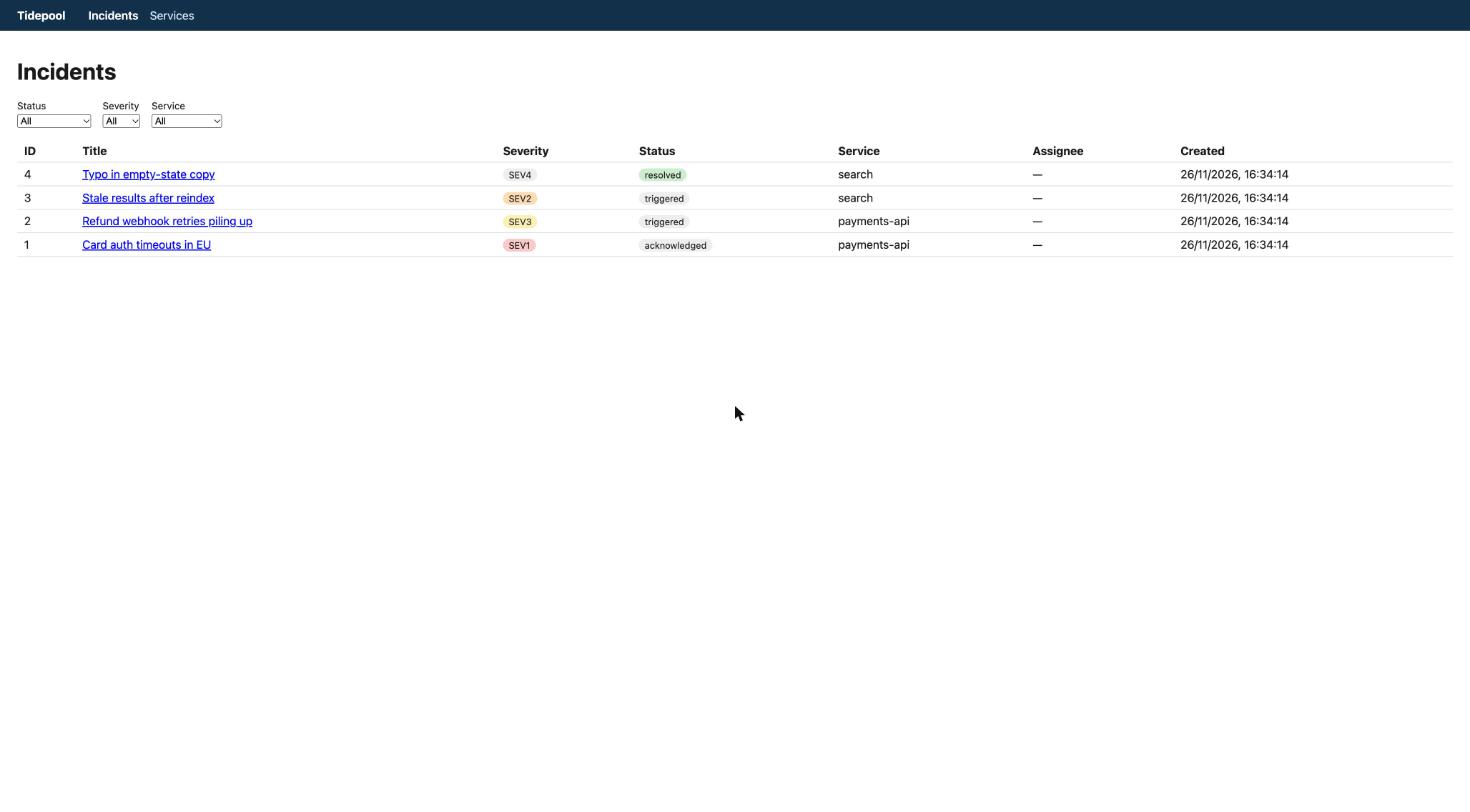 Tidepool Incidents Services
Incidents
Status Severity Service
All All All
ID Title Severity Status Service Assignee Created
4 Typo in empty-state copy SEV4 resolved search — 26/11/2026, 16:34:14
3 Stale results after reindex SEV2 triggered search — 26/11/2026, 16:34:14
2 Refund webhook retries piling up SEV3 triggered payments-api — 26/11/2026, 16:34:14
1 Card auth timeouts in EU SEV1 acknowledged payments-api — 26/11/2026, 16:34:14